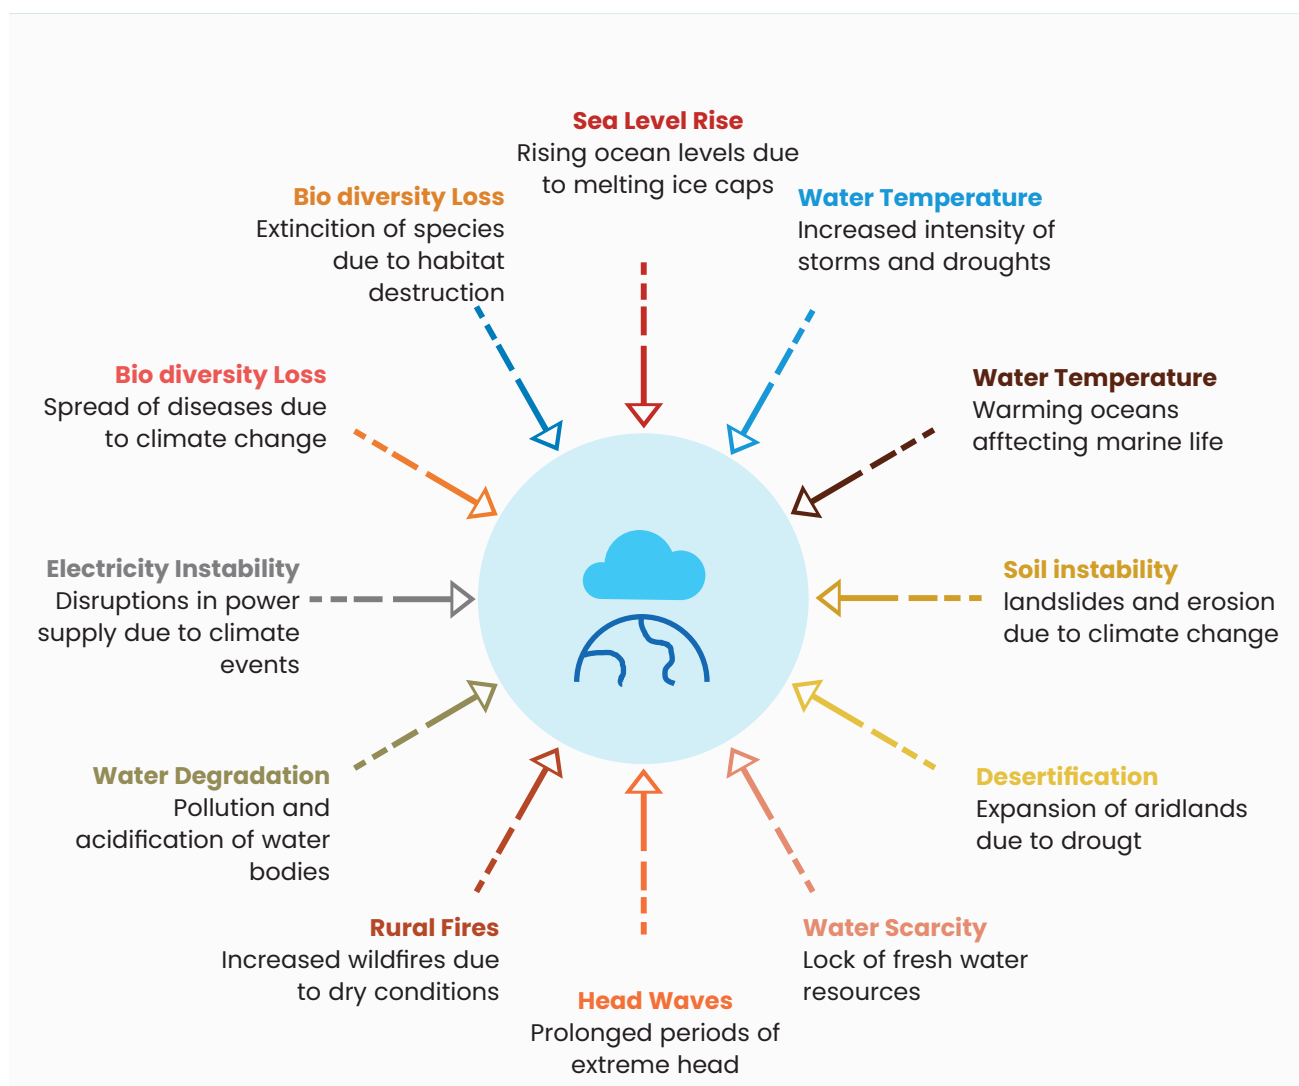 Sea Level Rise
Rising ocean levels due
to melting ice caps
Water Temperature
Increased intensity of
storms and droughts
Water Temperature
Warming oceans
afftecting marine life
Soil instability
landslides and erosion
due to climate change
Desertification
Expansion of aridlands
due to drougt
Water Scarcity
Lock of fresh water
resources
Head Waves
Prolonged periods of
extreme head
Rural Fires
Increased wildfires due
to dry conditions
Water Degradation
Pollution and
acidification of water
bodies
Electricity Instability
Disruptions in power
supply due to climate
events
Bio diversity Loss
Spread of diseases due
to climate change
Bio diversity Loss
Extincition of species
due to habitat
destruction